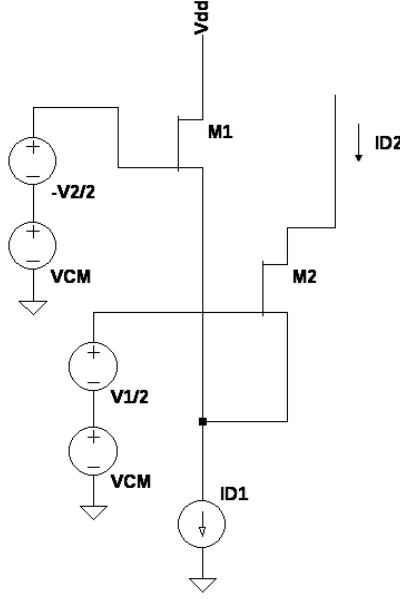 Vdd
M1
ID2
-V2/2
VCM
M2
V1/2
VCM
ID1